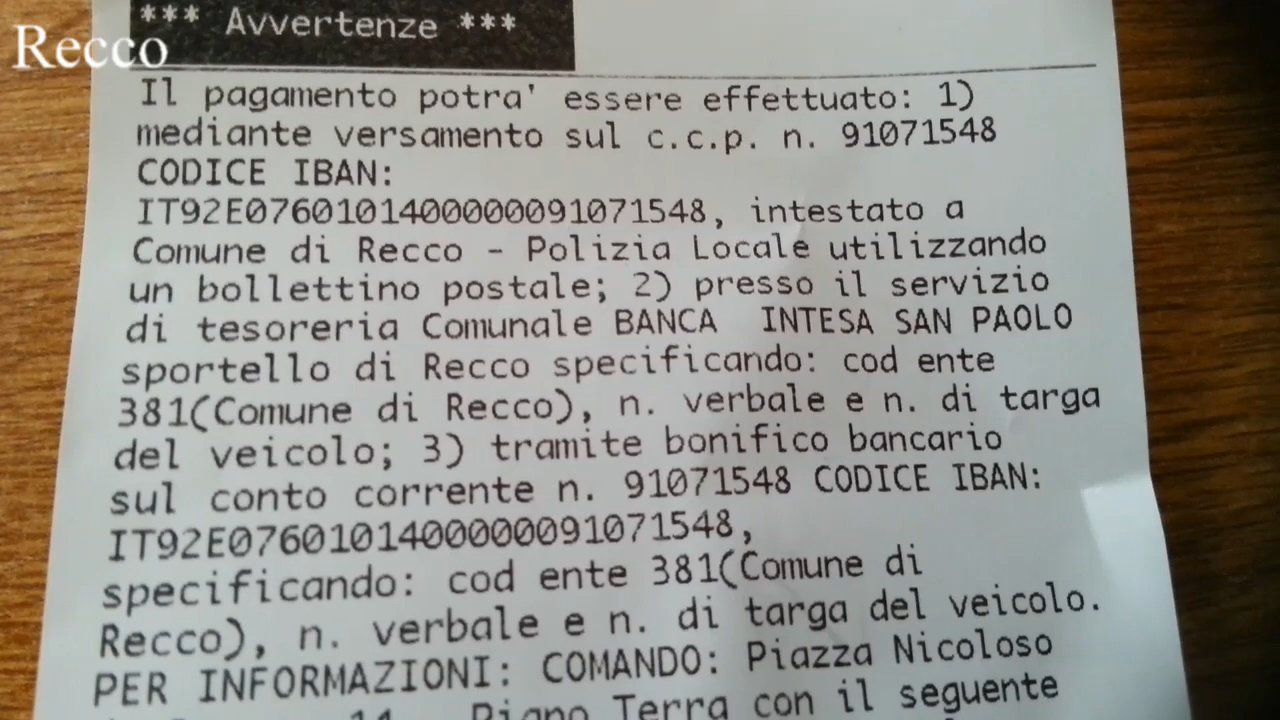 Recco
*** Avvertenze ***
Il pagamento potra' essere effettuato: 1)
mediante versamento sul c.c.p. n. 91071548
CODICE IBAN:
IT92E0760101400000091071548, intestato a
Comune di Recco - Polizia Locale utilizzando
un bollettino postale; 2) presso il servizio
di tesoreria Comunale BANCA INTESA SAN PAOLO
sportello di Recco specificando: cod ente
381(Comune di Recco), n. verbale e n. di targa
del veicolo; 3) tramite bonifico bancario
sul conto corrente n. 91071548 CODICE IBAN:
IT92E0760101400000091071548,
specificando: cod ente 381(Comune di
Recco), n. verbale e n. di targa del veicolo.
PER INFORMAZIONI: COMANDO: Piazza Nicoloso
14 Piano Terra con il seguente